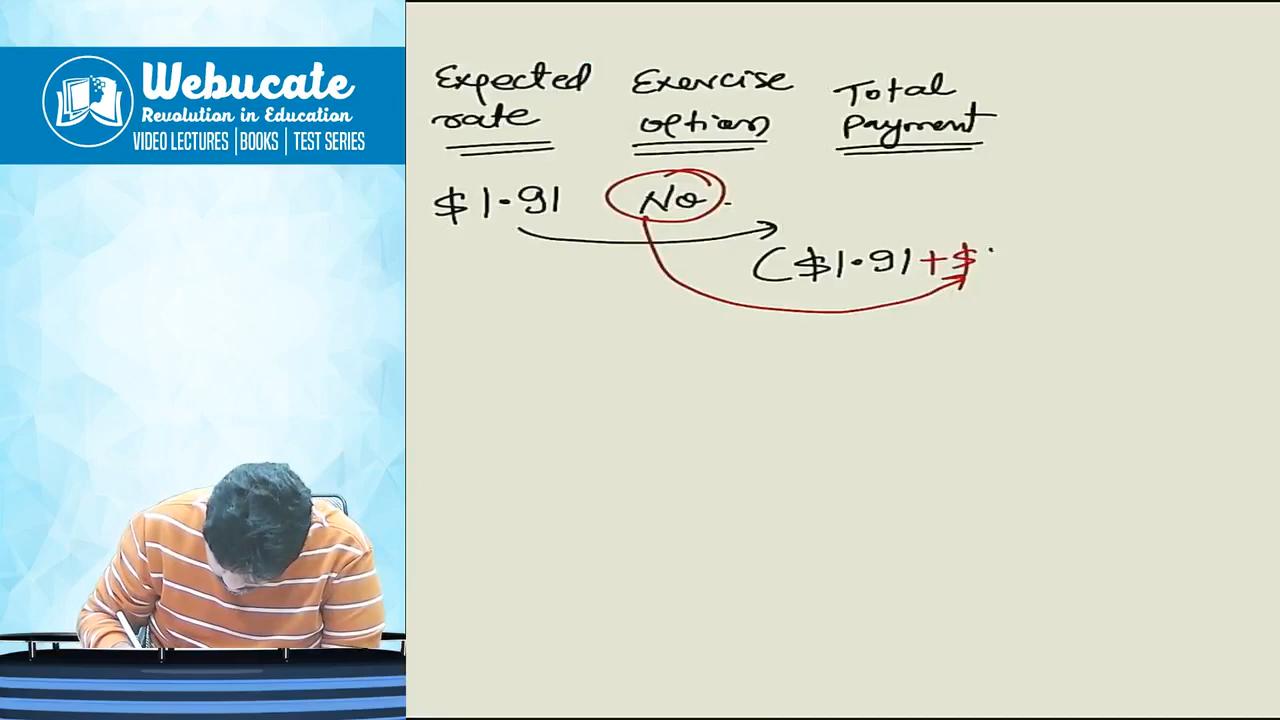 Webucate
Revolution in Education
VIDEO LECTURES | BOOKS | TEST SERIES
Expected rate
Exercise option
Total Payment
$1.91
No.
($1.91+$